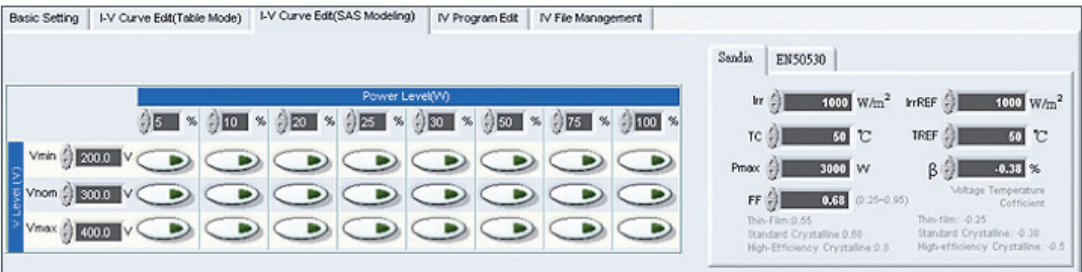 Basic Setting I-V Curve Edit(Table Mode) I-V Curve Edit(SAS Modeling) IV Program Edit IV File Management
Power Level(W)
5 % 10 % 20 % 25 % 30 % 50 % 75 % 100 %
V Level (V)
Vmin 200.0 V
Vnom 300.0 V
Vmax 400.0 V
Sandia EN50530
Irr 1000 W/m² IrrREF 1000 W/m²
TC 50 ℃ TREF 50 ℃
Pmax 3000 W β -0.38 %
Voltage Temperature
Cofficient
FF 0.68 (0.25~0.95)
Thin-Film:0.55
Standard Crystalline:0.68
High-Efficiency Crystalline:0.8
Thin-film: -0.25
Standard Crystalline: -0.38
High-efficiency Crystalline: -0.5